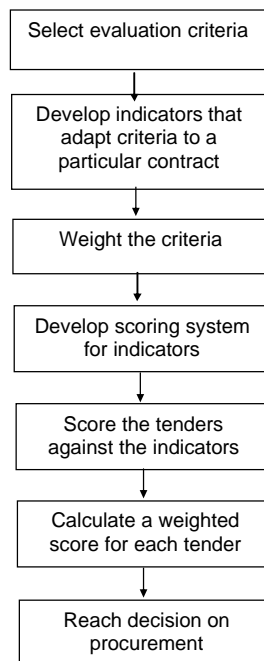 Select evaluation criteria
Develop indicators that
adapt criteria to a
particular contract
Weight the criteria
Develop scoring system
for indicators
Score the tenders
against the indicators
Calculate a weighted
score for each tender
Reach decision on
procurement